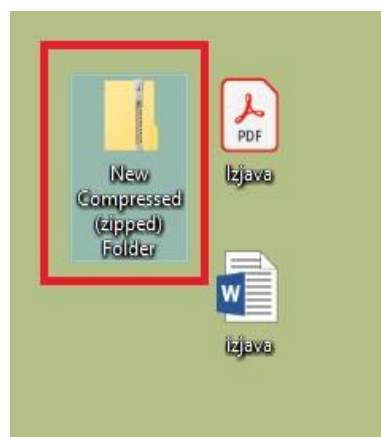 New
Compressed
(zipped)
Folder
PDF
Izjava
W
izjava